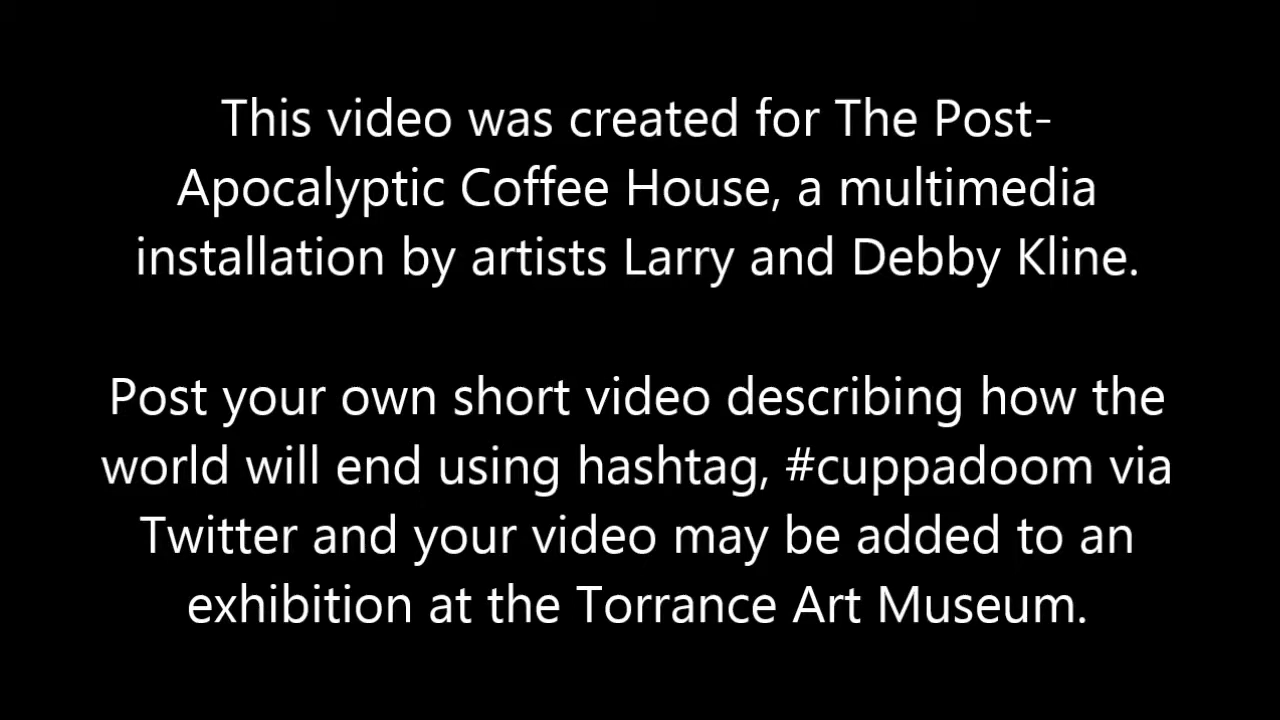 This video was created for The Post-
Apocalyptic Coffee House, a multimedia
installation by artists Larry and Debby Kline.
Post your own short video describing how the
world will end using hashtag, #cuppadoom via
Twitter and your video may be added to an
exhibition at the Torrance Art Museum.